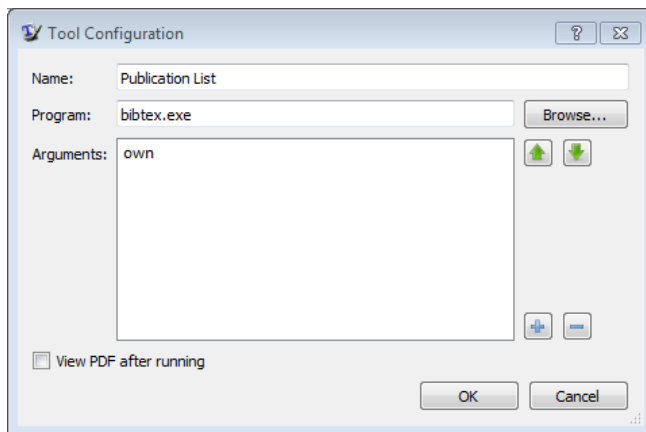 Tool Configuration
Name: Publication List
Program: bibtex.exe Browse...
Arguments: own
View PDF after running
OK Cancel